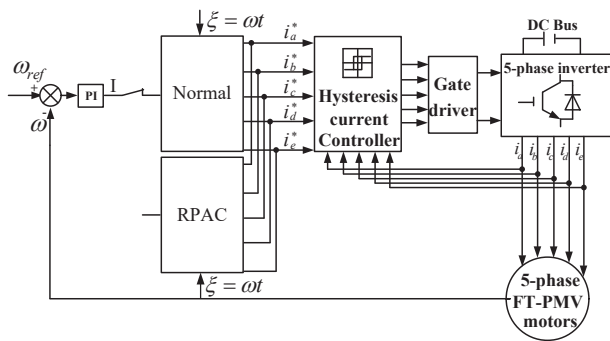 DC Bus
ξ = ωt
i_a^*
i_b^*
i_c^*
i_d^*
i_e^*
ω_ref
+
-
ω
PI
I
Normal
Hysteresis
current
Controller
Gate
driver
5-phase inverter
RPAC
i_a i_b i_c i_d i_e
ξ = ωt
5-phase
FT-PMV
motors